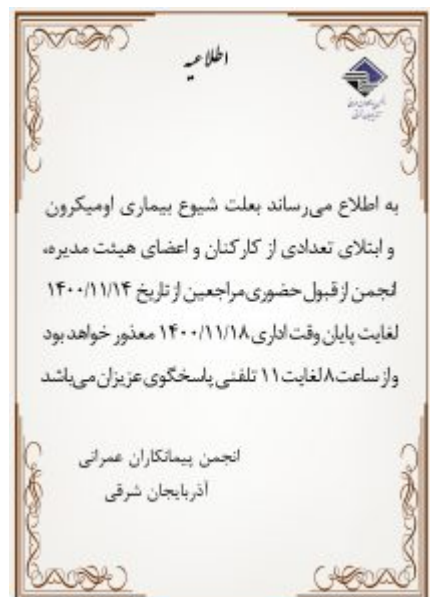 اطلاعیه
به اطلاع می‌رساند بعلت شیوع بیماری اومیکرون
و ابتلای تعدادی از کارکنان و اعضای هیئت مدیره،
انجمن از قبول حضوری مراجعین از تاریخ ۱۴۰۰/۱۱/۱۴
لغایت پایان وقت اداری ۱۴۰۰/۱۱/۱۸ معذور خواهد بود
و از ساعت ۸ لغایت ۱۱ تلفنی پاسخگوی عزیزان می‌باشد
انجمن پیمانکاران عمرانی
آذربایجان شرقی